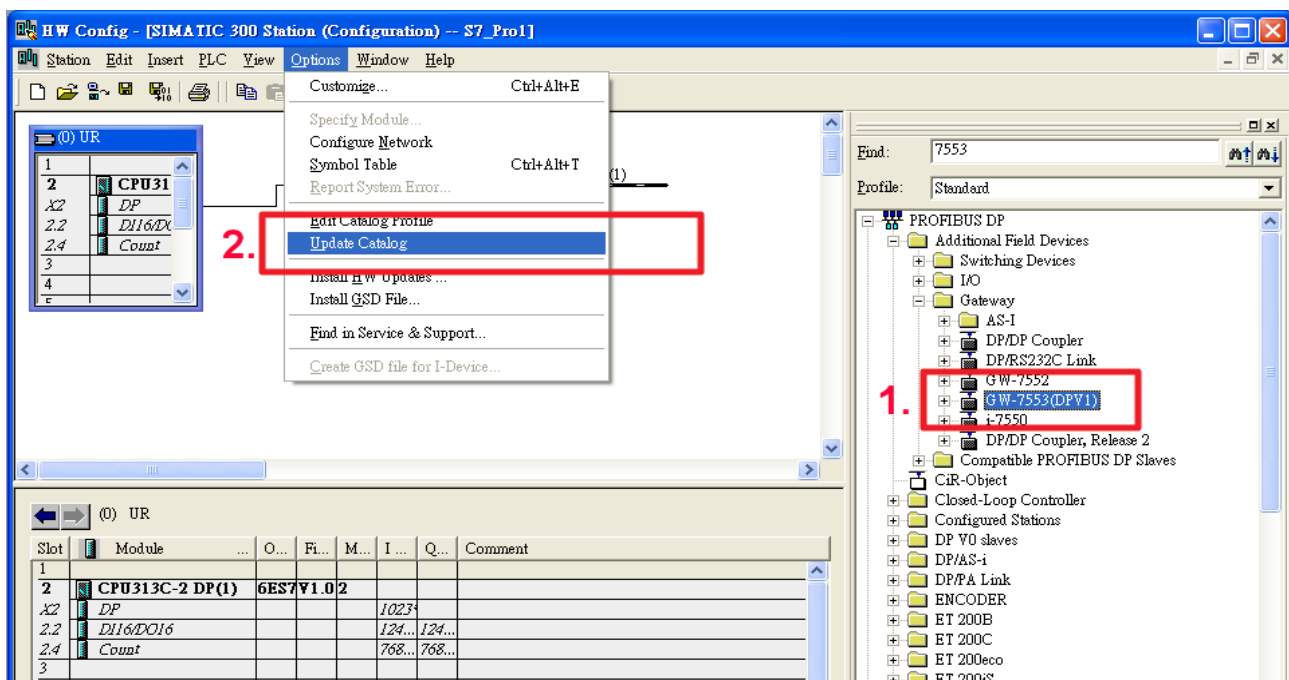 HW Config - [SIMATIC 300 Station (Configuration) -- S7_Pro1]
Station Edit Insert PLC View Options Window Help
Customize... Ctrl+Alt+E
Specify Module...
Configure Network
Symbol Table Ctrl+Alt+T
Report System Error...
Edit Catalog Profile
Update Catalog
Install HW Updates ...
Install GSD File...
Find in Service & Support...
Create GSD file for I-Device...
2.
(0) UR
1
2 CPU31
X2 DP
2.2 DI16/DO
2.4 Count
3
4
5
(1)
Find: 7553
Profile: Standard
PROFIBUS DP
Additional Field Devices
Switching Devices
I/O
Gateway
AS-I
DP/DP Coupler
DP/RS232C Link
GW-7552
1. GW-7553(DPV1)
i-7550
DP/DP Coupler, Release 2
Compatible PROFIBUS DP Slaves
CiR-Object
Closed-Loop Controller
Configured Stations
DP V0 slaves
DP/AS-i
DP/PA Link
ENCODER
ET 200B
ET 200C
ET 200eco
ET 200iS
(0) UR
Slot Module ... O... Fi... M... I ... Q... Comment
1
2 CPU313C-2 DP(1) 6ES7 V1.0 2
X2 DP 1023
2.2 DI16/DO16 124... 124...
2.4 Count 768... 768...
3